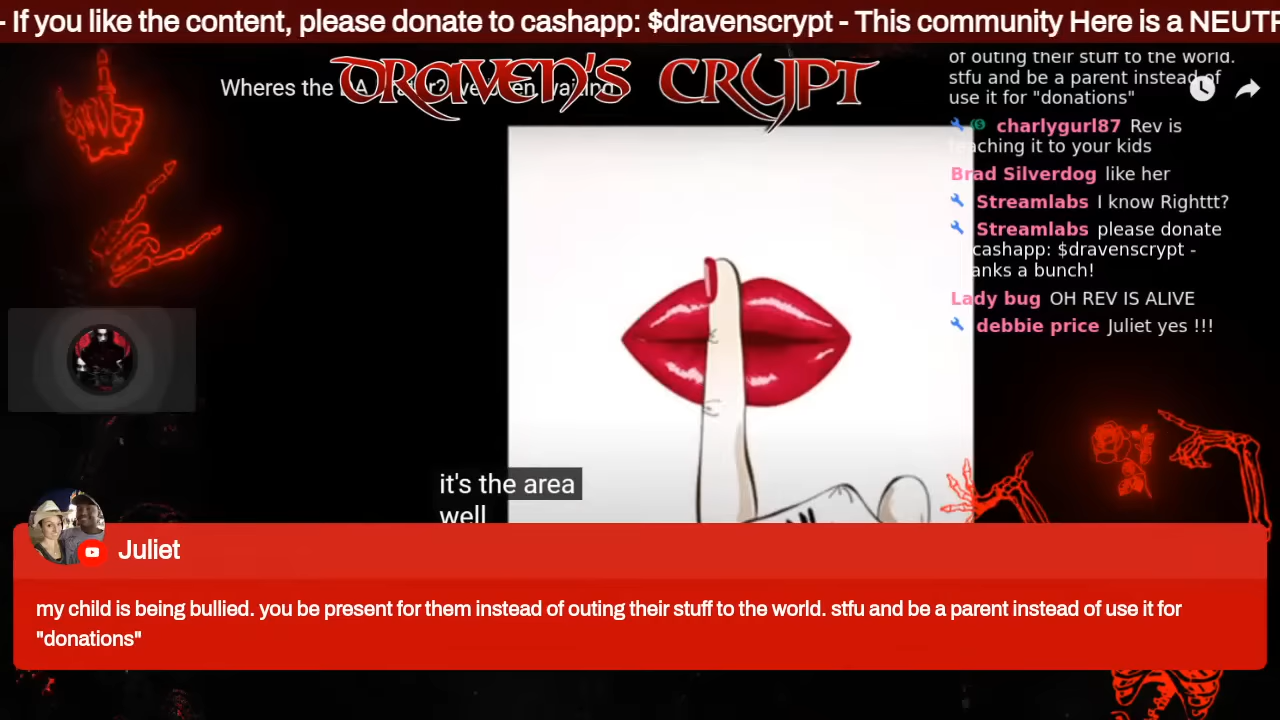 - If you like the content, please donate to cashapp: $dravenscrypt - This community Here is a NEUTR
Wheres the
DRAVEN'S CRYPT
of outing their stuff to the world.
stfu and be a parent instead of
use it for "donations"
charlygurl87 Rev is
teaching it to your kids
Brad Silverdog like her
Streamlabs I know Righttt?
Streamlabs please donate
cashapp: $dravenscrypt -
anks a bunch!
Lady bug OH REV IS ALIVE
debbie price Juliet yes !!!
it's the area
well
Juliet
my child is being bullied. you be present for them instead of outing their stuff to the world. stfu and be a parent instead of use it for
"donations"